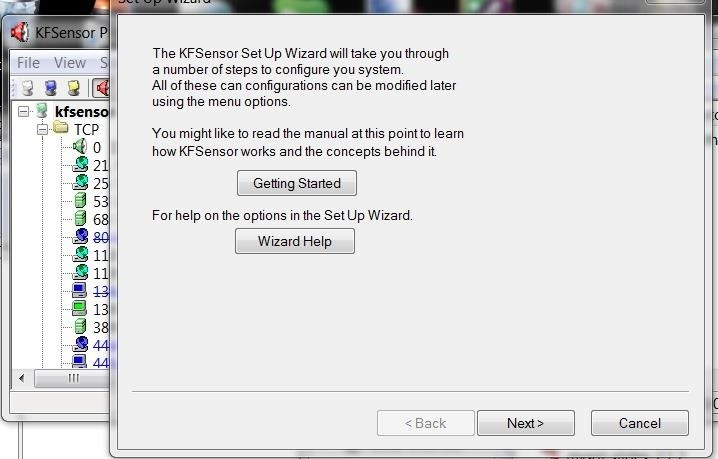 Set Up Wizard
KFSensor P
File View S
kfsenso
TCP
0
21
25
53
68
80
11
11
13
13
38
44
44
The KFSensor Set Up Wizard will take you through
a number of steps to configure you system.
All of these can configurations can be modified later
using the menu options.
You might like to read the manual at this point to learn
how KFSensor works and the concepts behind it.
Getting Started
For help on the options in the Set Up Wizard.
Wizard Help
< Back Next > Cancel